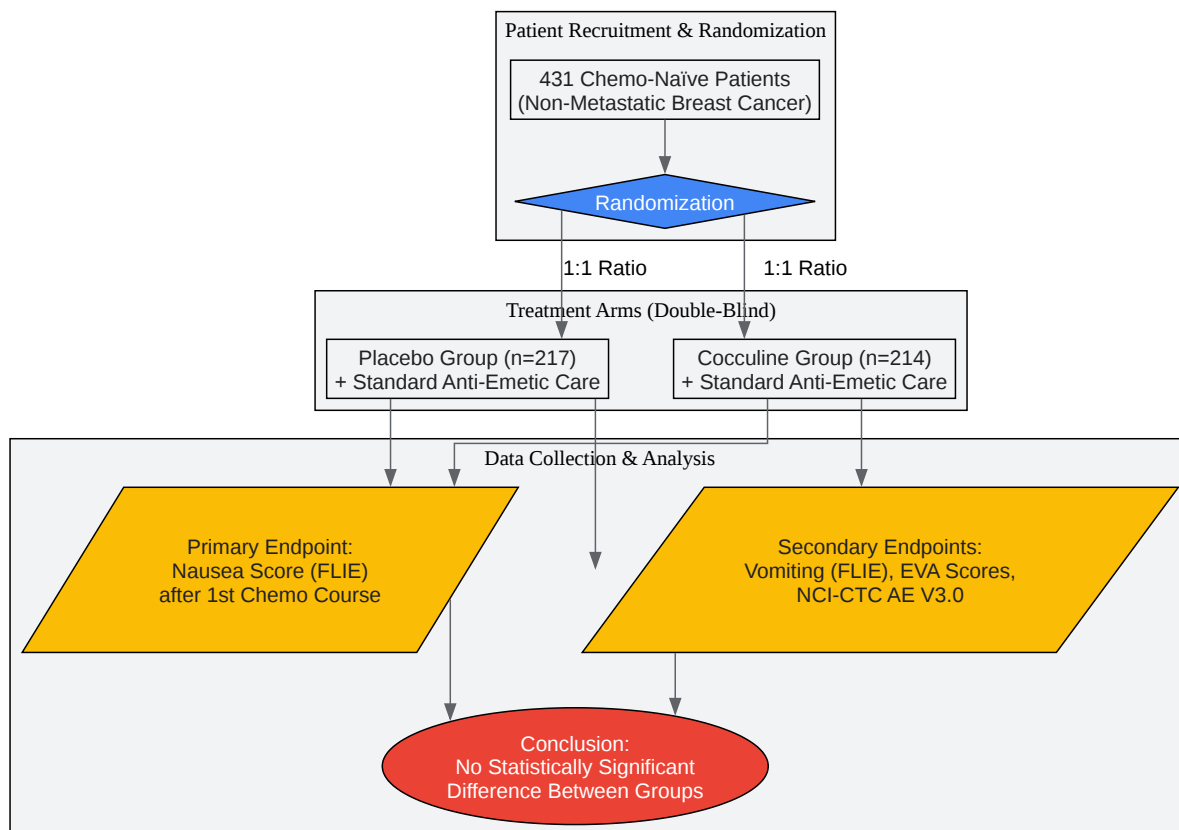 Patient Recruitment & Randomization
431 Chemo-Naïve Patients
(Non-Metastatic Breast Cancer)
Randomization
1:1 Ratio
1:1 Ratio
Treatment Arms (Double-Blind)
Placebo Group (n=217)
+ Standard Anti-Emetic Care
Cocculine Group (n=214)
+ Standard Anti-Emetic Care
Data Collection & Analysis
Primary Endpoint:
Nausea Score (FLIE)
after 1st Chemo Course
Secondary Endpoints:
Vomiting (FLIE), EVA Scores,
NCI-CTC AE V3.0
Conclusion:
No Statistically Significant
Difference Between Groups